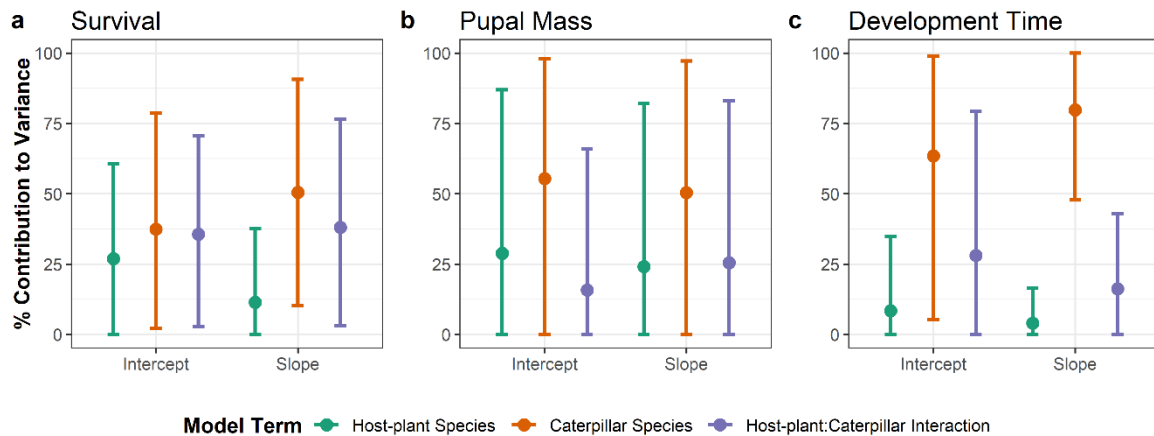 a Survival
b Pupal Mass
c Development Time
% Contribution to Variance
100
75
50
25
0
Intercept Slope
100
75
50
25
0
Intercept Slope
100
75
50
25
0
Intercept Slope
Model Term Host-plant Species Caterpillar Species Host-plant:Caterpillar Interaction